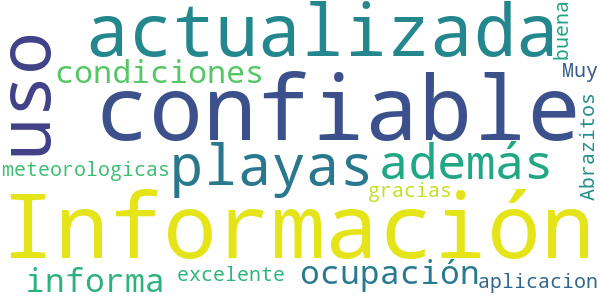 actualizada
buena
uso
condiciones
Muy
confiable
Abrazitos
playas
además
meteorologicas
gracias
Información
informa
excelente
ocupación
aplicacion